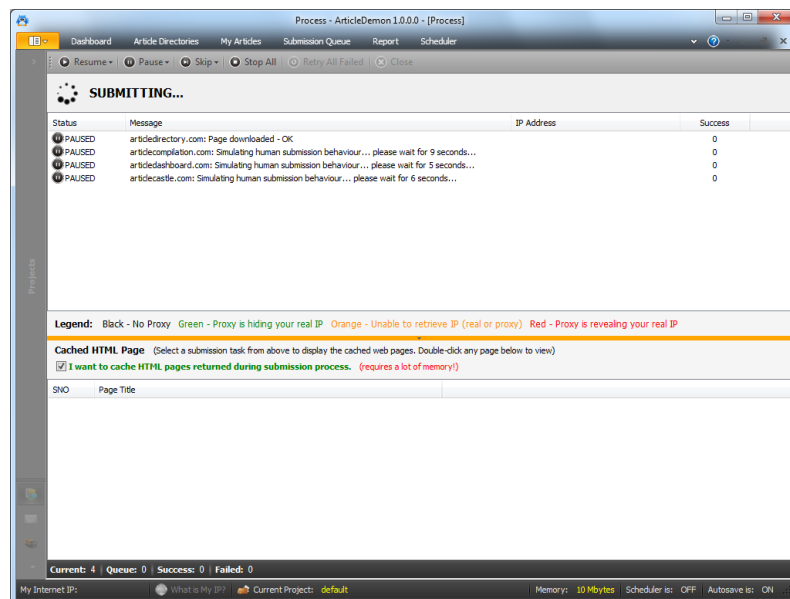 Process - ArticleDemon 1.0.0.0 - [Process]
Dashboard Article Directories My Articles Submission Queue Report Scheduler
Resume Pause Skip Stop All Retry All Failed Close
SUBMITTING...
Status Message IP Address Success
PAUSED articledirectory.com: Page downloaded - OK 0
PAUSED articlecompilation.com: Simulating human submission behaviour... please wait for 9 seconds... 0
PAUSED articledashboard.com: Simulating human submission behaviour... please wait for 5 seconds... 0
PAUSED articlecastle.com: Simulating human submission behaviour... please wait for 6 seconds... 0
Projects
Legend: Black - No Proxy Green - Proxy is hiding your real IP Orange - Unable to retrieve IP (real or proxy) Red - Proxy is revealing your real IP
Cached HTML Page (Select a submission task from above to display the cached web pages. Double-click any page below to view)
I want to cache HTML pages returned during submission process. (requires a lot of memory!)
SNO Page Title
Current: 4 | Queue: 0 | Success: 0 | Failed: 0
My Internet IP: What is My IP? Current Project: default Memory: 10 Mbytes Scheduler is: OFF Autosave is: ON